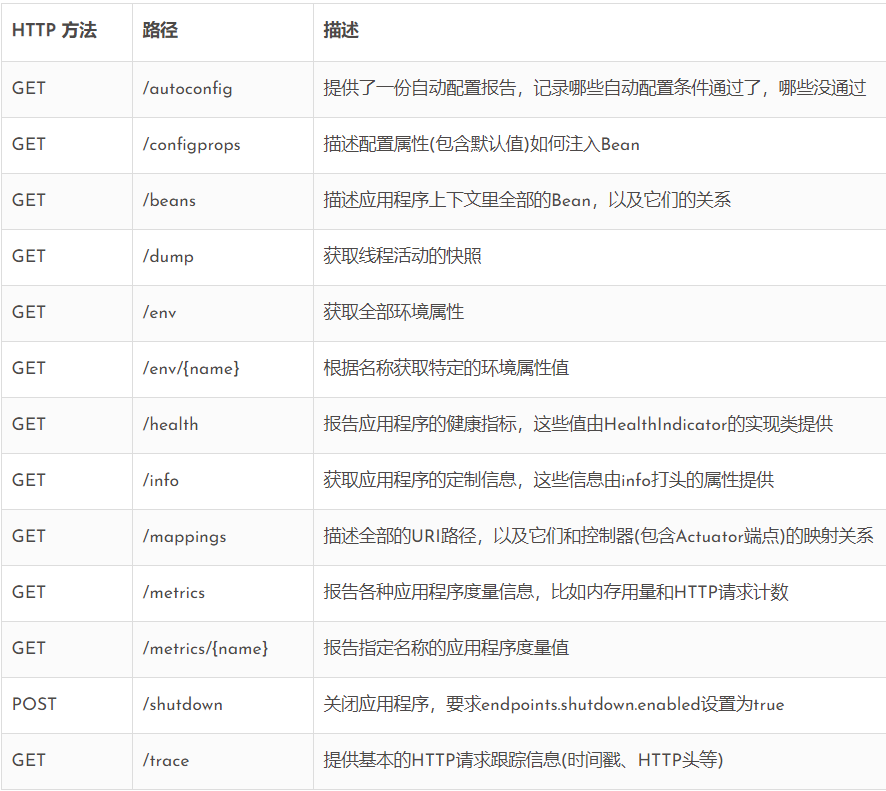 HTTP 方法 路径 描述
GET /autoconfig 提供了一份自动配置报告，记录哪些自动配置条件通过了，哪些没通过
GET /configprops 描述配置属性(包含默认值)如何注入Bean
GET /beans 描述应用程序上下文里全部的Bean，以及它们的关系
GET /dump 获取线程活动的快照
GET /env 获取全部环境属性
GET /env/{name} 根据名称获取特定的环境属性值
GET /health 报告应用程序的健康指标，这些值由HealthIndicator的实现类提供
GET /info 获取应用程序的定制信息，这些信息由info打头的属性提供
GET /mappings 描述全部的URI路径，以及它们和控制器(包含Actuator端点)的映射关系
GET /metrics 报告各种应用程序度量信息，比如内存用量和HTTP请求计数
GET /metrics/{name} 报告指定名称的应用程序度量值
POST /shutdown 关闭应用程序，要求endpoints.shutdown.enabled设置为true
GET /trace 提供基本的HTTP请求跟踪信息(时间戳、HTTP头等)